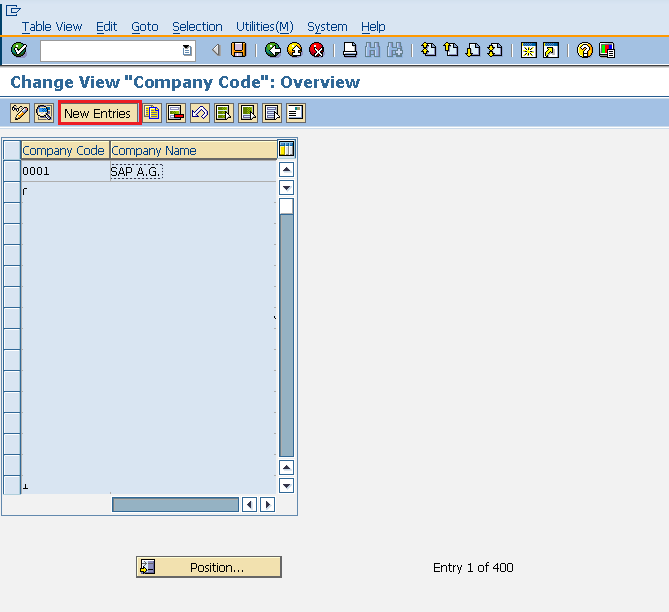 Table View Edit Goto Selection Utilities(M) System Help
Change View "Company Code": Overview
New Entries
Company Code Company Name
0001 SAP A.G.
Position... Entry 1 of 400